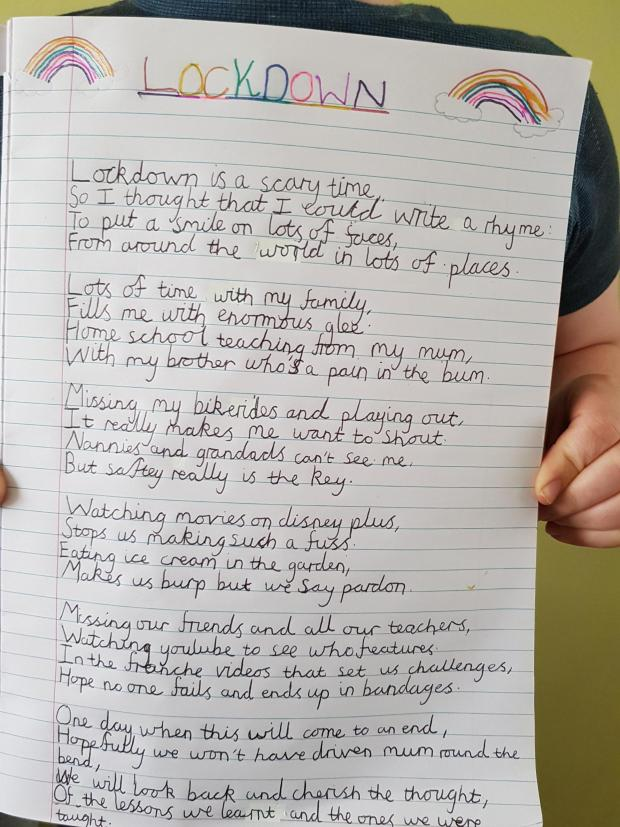 LOCKDOWN
Lockdown is a scary time,
So I thought that I could write a rhyme:
To put a smile on lots of faces,
From around the world in lots of places.
Lots of time with my family,
Fills me with enormous glee.
Home school teaching from my mum,
With my brother who's a pain in the bum.
Missing my bikerides and playing out,
It really makes me want to shout.
Nannies and grandads can't see me,
But saftey really is the key.
Watching movies on disney plus,
Stops us making such a fuss.
Eating ice cream in the garden,
Makes us burp but we say pardon.
Missing our friends and all our teachers,
Watching youtube to see who features.
In the franche videos that set us challenges,
Hope no one fails and ends up in bandages.
One day when this will come to an end,
Hopefully we won't have driven mum round the
bend,
We will look back and cherish the thought,
Of the lessons we learnt and the ones we were
taught.